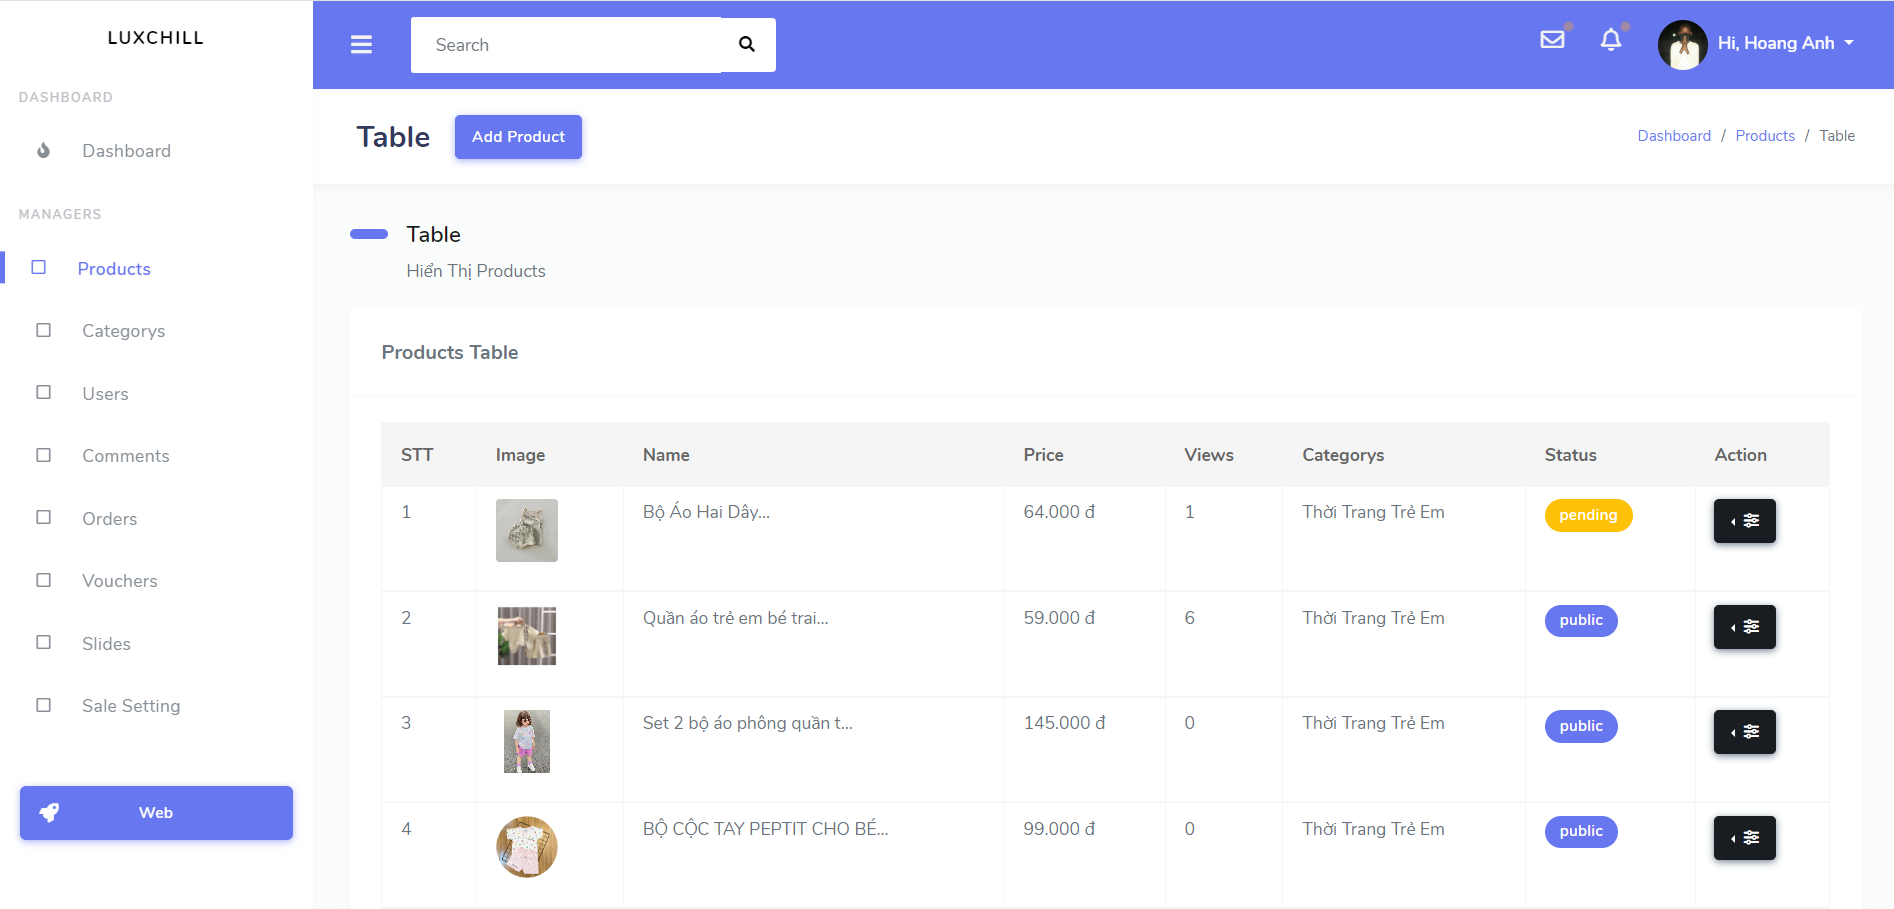 LUXCHILL
Search
Hi, Hoang Anh
DASHBOARD
Dashboard
MANAGERS
Products
Categorys
Users
Comments
Orders
Vouchers
Slides
Sale Setting
Web
Table
Add Product
Dashboard / Products / Table
Table
Hiển Thị Products
Products Table
STT Image Name Price Views Categorys Status Action
1 Bộ Áo Hai Dây... 64.000 đ 1 Thời Trang Trẻ Em pending
2 Quần áo trẻ em bé trai... 59.000 đ 6 Thời Trang Trẻ Em public
3 Set 2 bộ áo phông quần t... 145.000 đ 0 Thời Trang Trẻ Em public
4 BỘ CỘC TAY PEPTIT CHO BÉ... 99.000 đ 0 Thời Trang Trẻ Em public